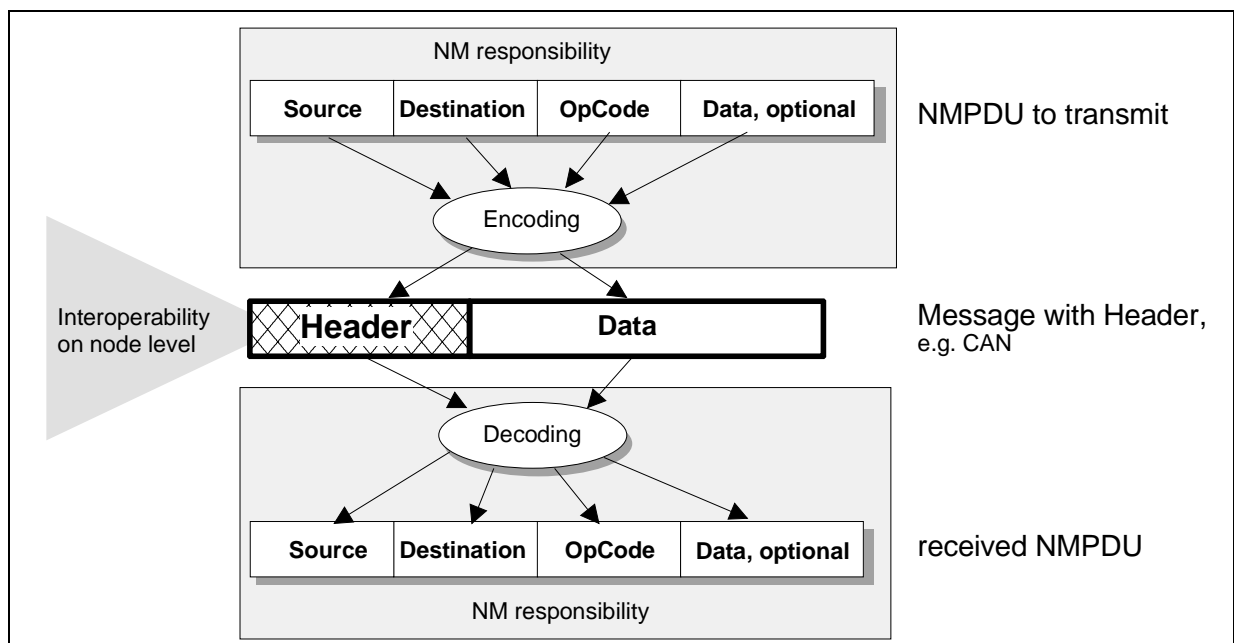 NM responsibility
Source Destination OpCode Data, optional
NMPDU to transmit
Encoding
Interoperability
on node level
Header Data
Message with Header,
e.g. CAN
Decoding
Source Destination OpCode Data, optional
received NMPDU
NM responsibility